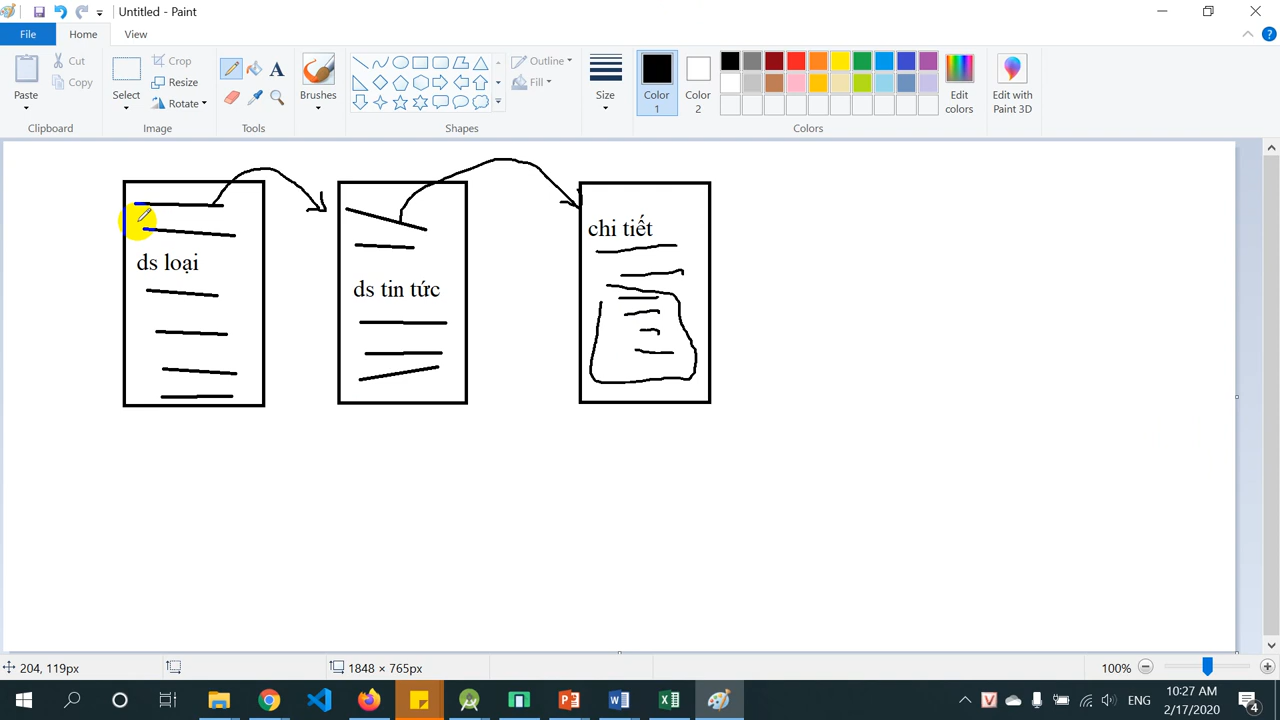 Untitled - Paint
File Home View
Paste
Cut
Copy
Clipboard
Select
Crop
Resize
Rotate
Image
Tools
Brushes
Shapes
Outline
Fill
Size
Color 1
Color 2
Edit colors
Colors
Edit with Paint 3D
ds loại
ds tin tức
chi tiết
204, 119px
1848 × 765px
100%
ENG
10:27 AM
2/17/2020
4